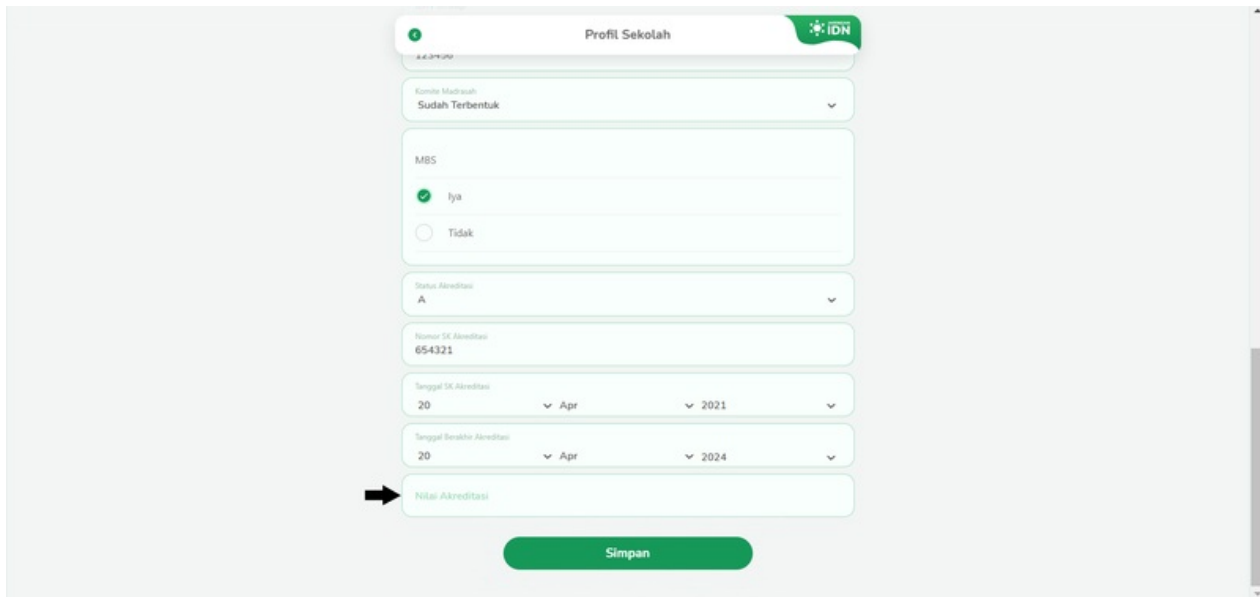 Profil Sekolah
IDN
123456
Komite Madrasah
Sudah Terbentuk
MBS
Iya
Tidak
Status Akreditasi
A
Nomor SK Akreditasi
654321
Tanggal SK Akreditasi
20 Apr 2021
Tanggal Berakhir Akreditasi
20 Apr 2024
Nilai Akreditasi
Simpan